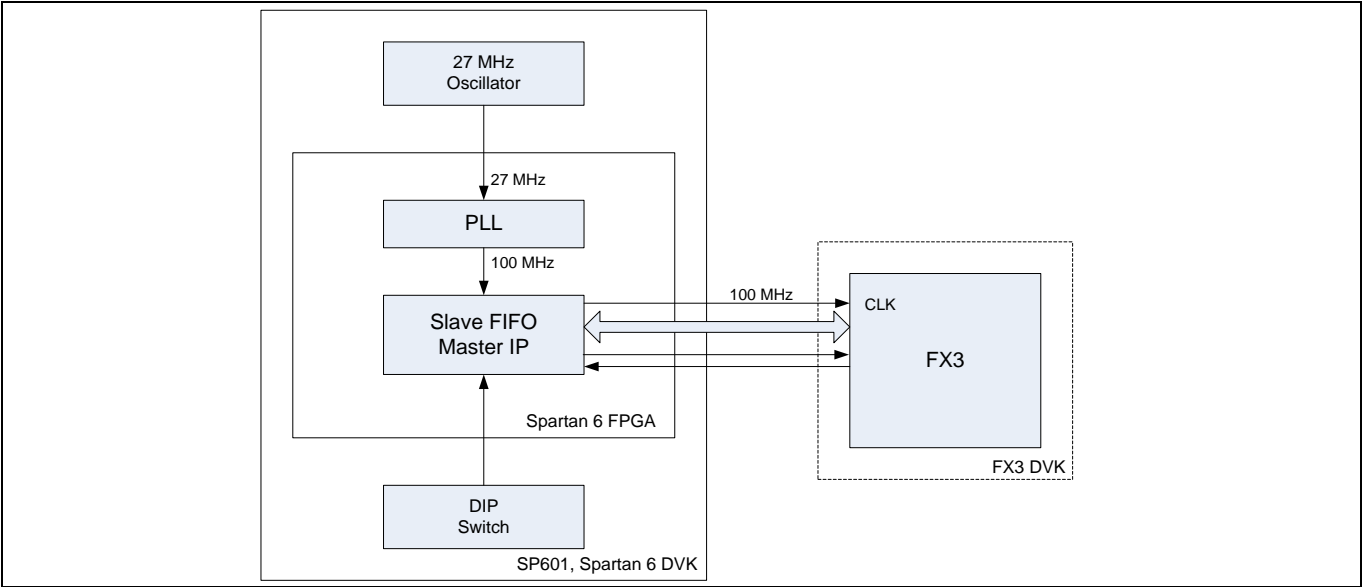 27 MHz
Oscillator
27 MHz
PLL
100 MHz
Slave FIFO
Master IP
100 MHz
CLK
FX3
Spartan 6 FPGA
FX3 DVK
DIP
Switch
SP601, Spartan 6 DVK